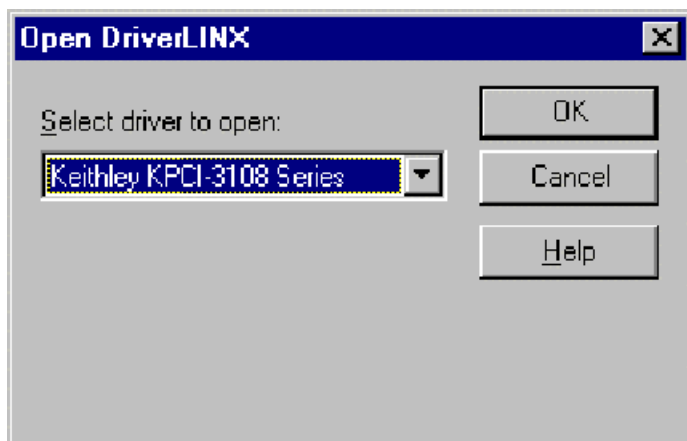 Open DriverLINX
Select driver to open:
Keithley KPCI-3108 Series
OK
Cancel
Help